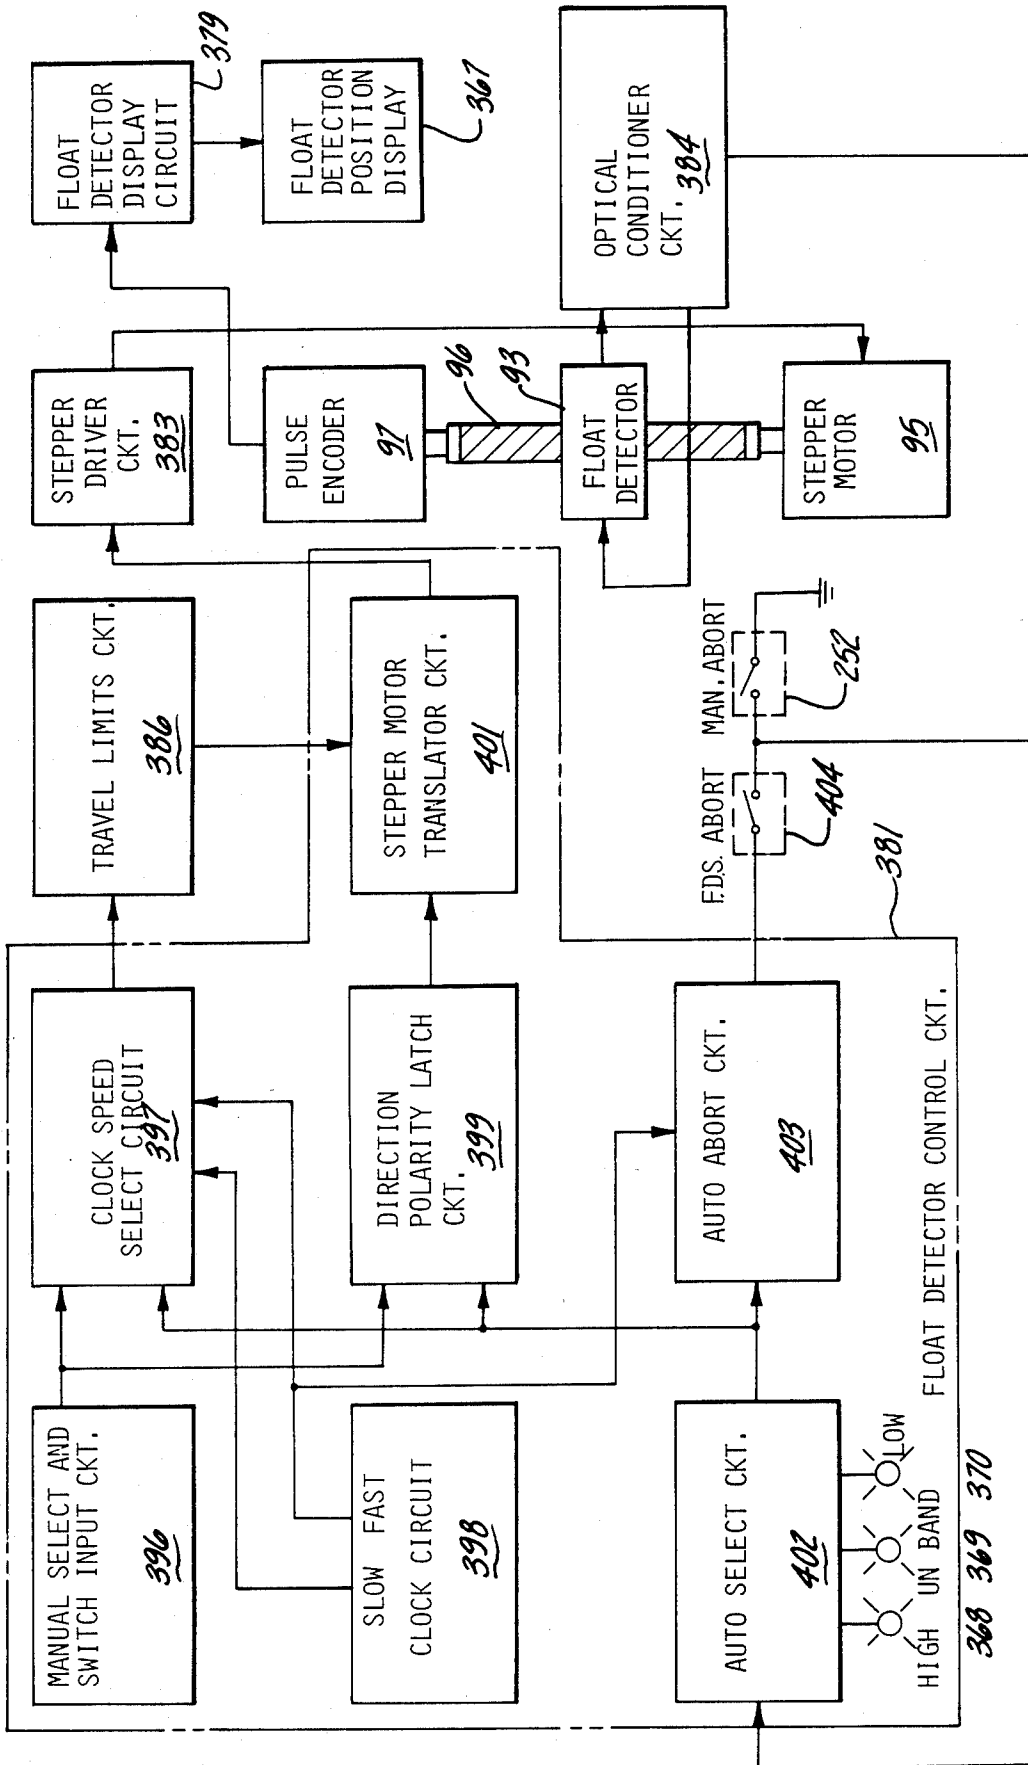 MANUAL SELECT AND
SWITCH INPUT CKT.
396
CLOCK SPEED
SELECT CIRCUIT
397
TRAVEL LIMITS CKT.
386
STEPPER
DRIVER
CKT.
383
FLOAT
DETECTOR
DISPLAY
CIRCUIT
379
SLOW FAST
CLOCK CIRCUIT
398
DIRECTION
POLARITY LATCH
CKT.
399
STEPPER MOTOR
TRANSLATOR CKT.
401
PULSE
ENCODER
97
96
FLOAT
DETECTOR
POSITION
DISPLAY
367
FLOAT
DETECTOR
93
OPTICAL
CONDITIONER
CKT.
384
AUTO SELECT CKT.
402
AUTO ABORT CKT.
403
F.D.S. ABORT
404
MAN. ABORT
252
STEPPER
MOTOR
95
HIGH
UN BAND
LOW
368 369 370
FLOAT DETECTOR CONTROL CKT.
381